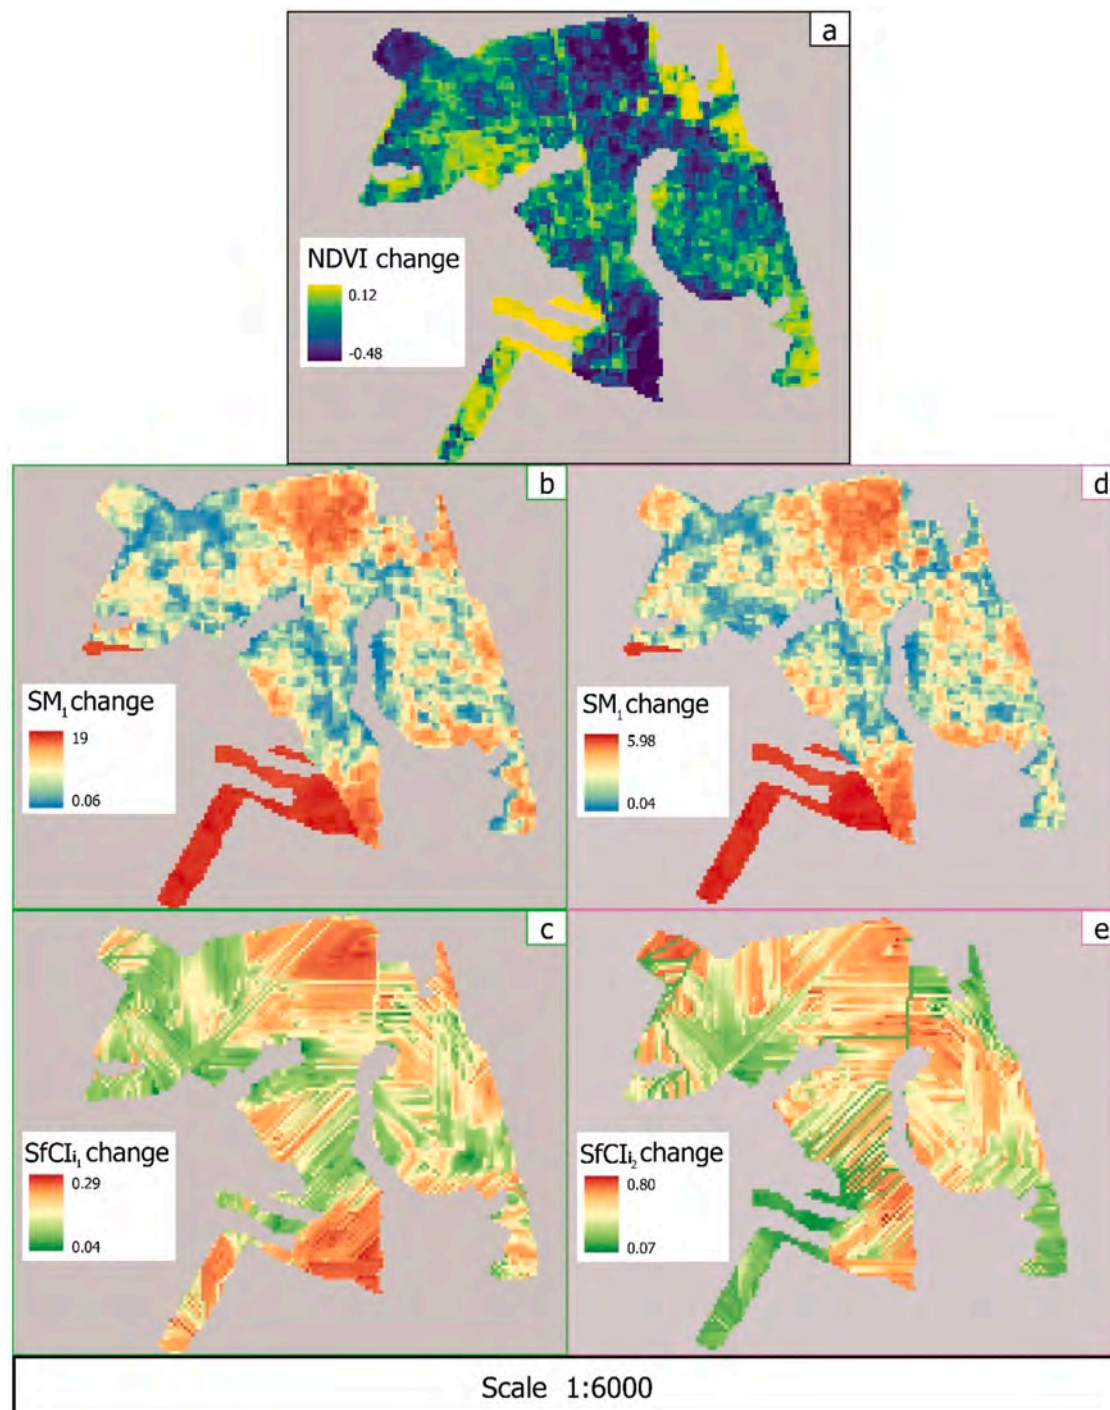 a
NDVI change
0.12
-0.48
b
SM₁ change
19
0.06
d
SM₁ change
5.98
0.04
c
SfCIi₁ change
0.29
0.04
e
SfCIi₂ change
0.80
0.07
Scale 1:6000